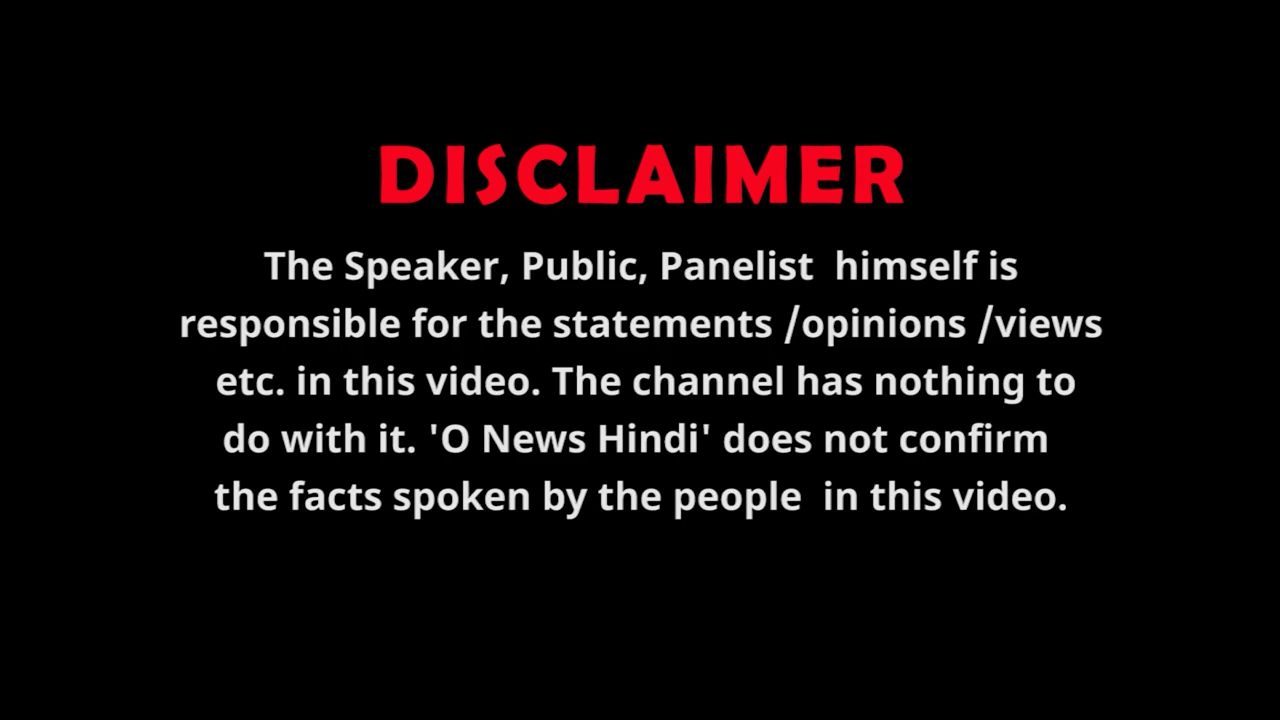 DISCLAIMER
The Speaker, Public, Panelist himself is
responsible for the statements /opinions /views
etc. in this video. The channel has nothing to
do with it. 'O News Hindi' does not confirm
the facts spoken by the people in this video.